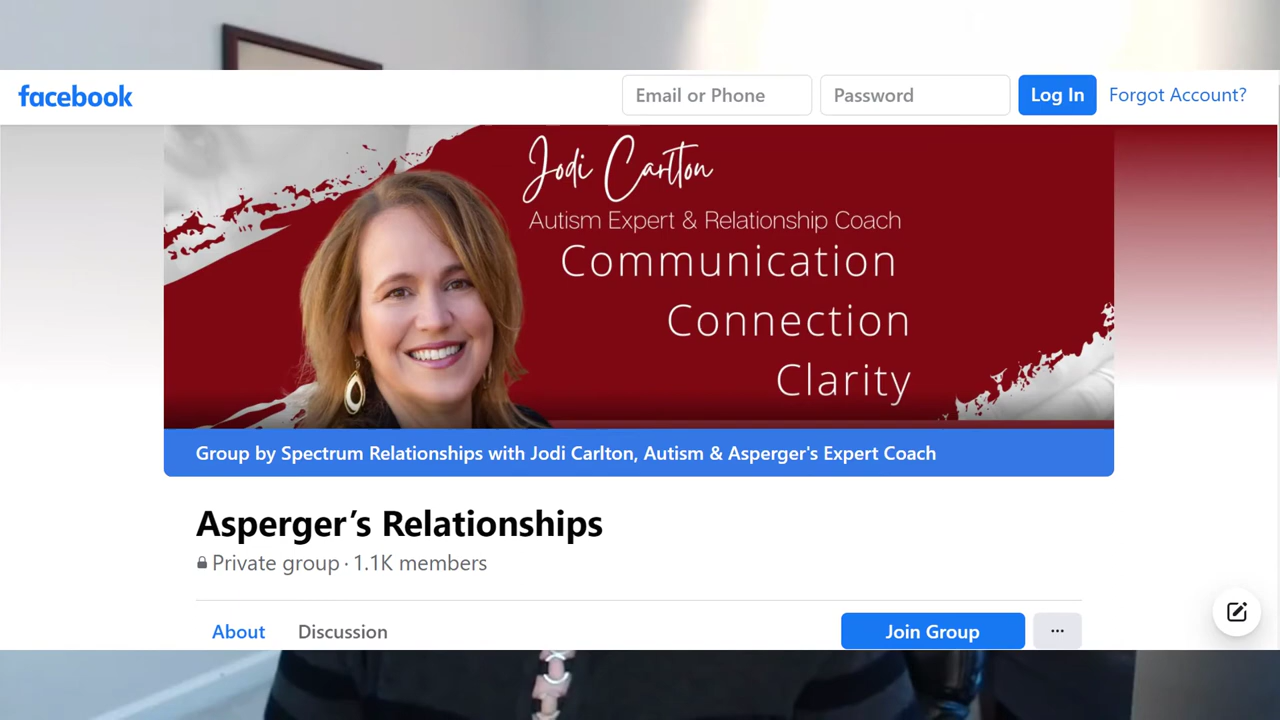 facebook
Email or Phone
Password
Log In
Forgot Account?
Jodi Carlton
Autism Expert & Relationship Coach
Communication
Connection
Clarity
Group by Spectrum Relationships with Jodi Carlton, Autism & Asperger's Expert Coach
Asperger’s Relationships
Private group · 1.1K members
About
Discussion
Join Group
...